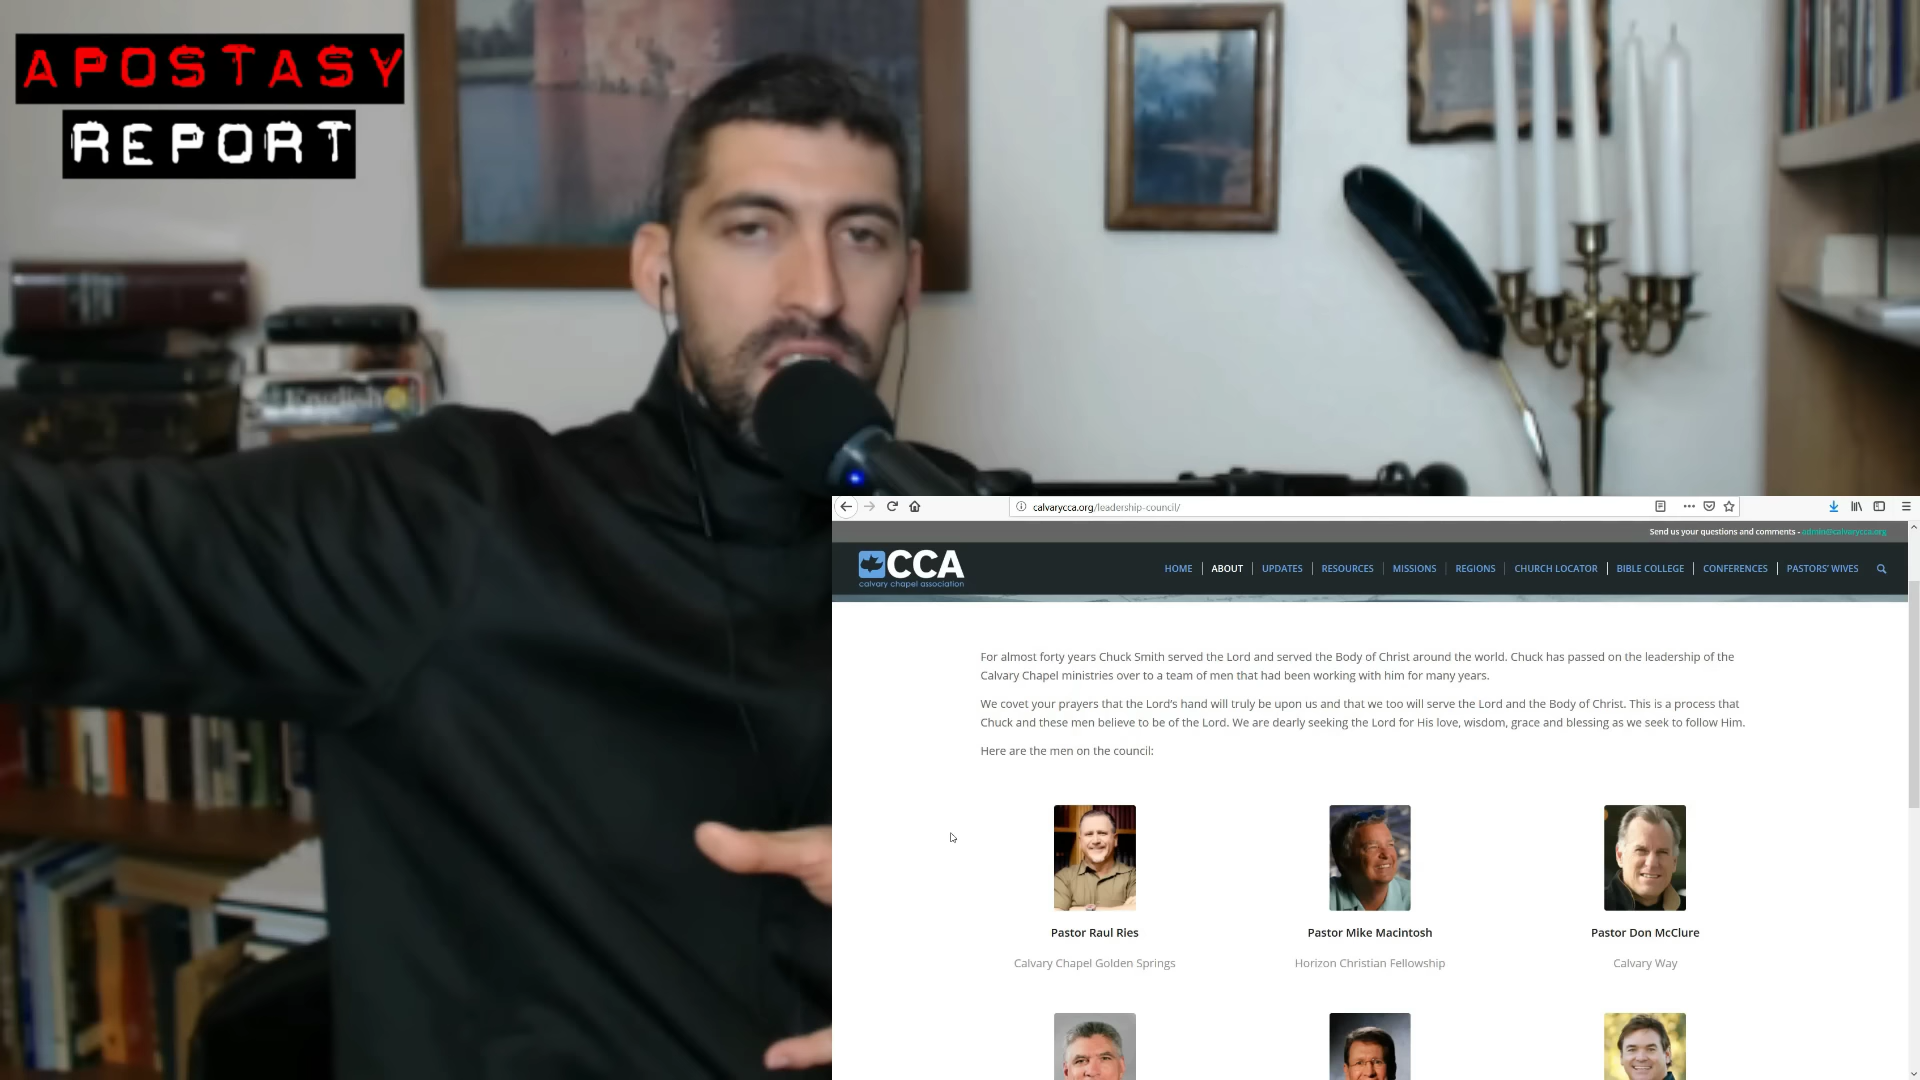 APOSTASY
REPORT
English
calvarycca.org/leadership-council/
Send us your questions and comments - admin@calvarycca.org
CCA
calvary chapel association
HOME
ABOUT
UPDATES
RESOURCES
MISSIONS
REGIONS
CHURCH LOCATOR
BIBLE COLLEGE
CONFERENCES
PASTORS' WIVES
For almost forty years Chuck Smith served the Lord and served the Body of Christ around the world. Chuck has passed on the leadership of the
Calvary Chapel ministries over to a team of men that had been working with him for many years.
We covet your prayers that the Lord's hand will truly be upon us and that we too will serve the Lord and the Body of Christ. This is a process that
Chuck and these men believe to be of the Lord. We are dearly seeking the Lord for His love, wisdom, grace and blessing as we seek to follow Him.
Here are the men on the council:
Pastor Raul Ries
Pastor Mike Macintosh
Pastor Don McClure
Calvary Chapel Golden Springs
Horizon Christian Fellowship
Calvary Way